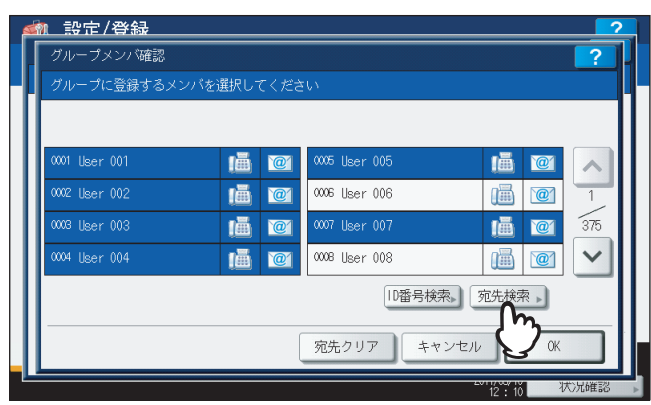 設定/登録
?
グループメンバ確認
?
グループに登録するメンバを選択してください
0001 User 001
@
0005 User 005
@
0002 User 002
@
0006 User 006
@
1
0003 User 003
@
0007 User 007
@
375
0004 User 004
@
0008 User 008
@
ID番号検索
宛先検索
宛先クリア
キャンセル
OK
12:10
状況確認